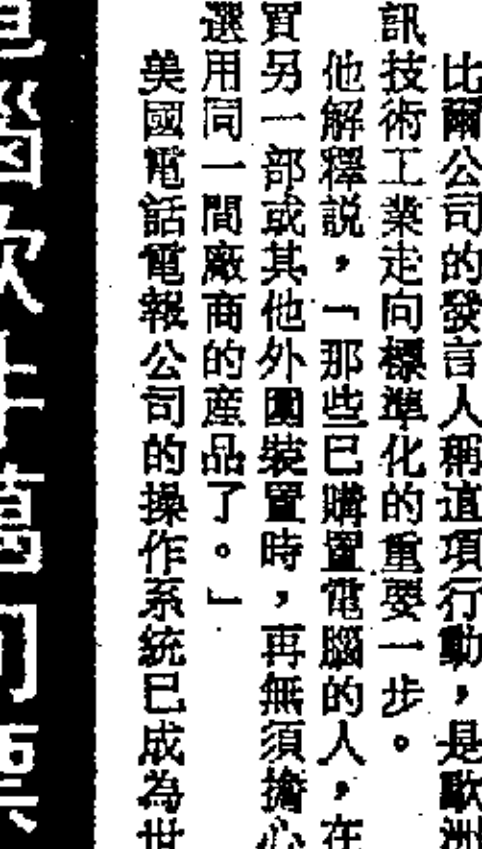 比爾公司的發言人稱這項行動，是歐洲
訊技術工業走向標準化的重要一步。
他解釋説，「那些已購置電腦的人，在
買另一部或其他外圍裝置時，再無須擔心
選用同一間廠商的產品了。」
美國電話電報公司的操作系統已成為世